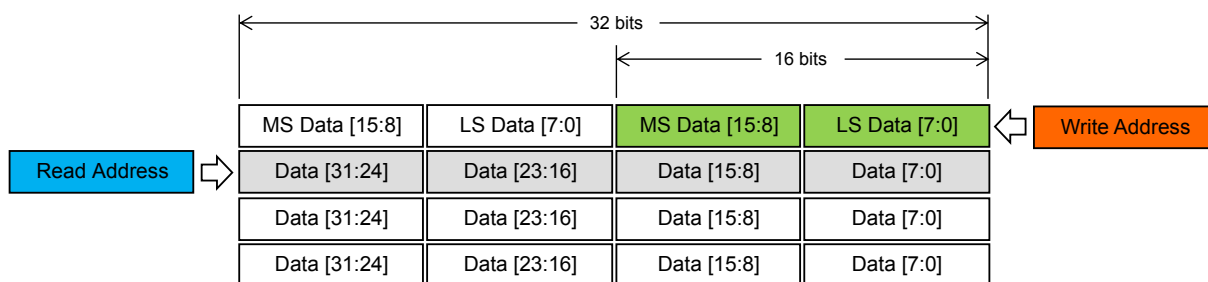 32 bits
16 bits
MS Data [15:8] LS Data [7:0] MS Data [15:8] LS Data [7:0] Write Address
Read Address Data [31:24] Data [23:16] Data [15:8] Data [7:0]
Data [31:24] Data [23:16] Data [15:8] Data [7:0]
Data [31:24] Data [23:16] Data [15:8] Data [7:0]